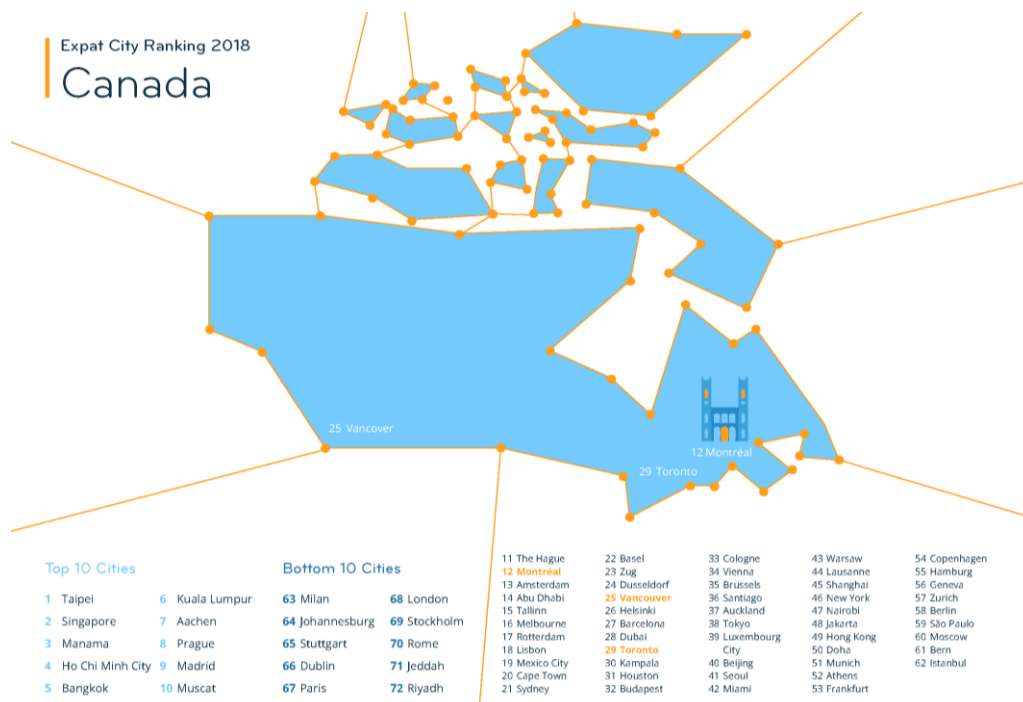 Expat City Ranking 2018
Canada
25 Vancover
12 Montréal
29 Toronto
Top 10 Cities
1 Taipei
2 Singapore
3 Manama
4 Ho Chi Minh City
5 Bangkok
6 Kuala Lumpur
7 Aachen
8 Prague
9 Madrid
10 Muscat
Bottom 10 Cities
63 Milan
64 Johannesburg
65 Stuttgart
66 Dublin
67 Paris
68 London
69 Stockholm
70 Rome
71 Jeddah
72 Riyadh
11 The Hague
12 Montréal
13 Amsterdam
14 Abu Dhabi
15 Tallinn
16 Melbourne
17 Rotterdam
18 Lisbon
19 Mexico City
20 Cape Town
21 Sydney
22 Basel
23 Zug
24 Dusseldorf
25 Vancouver
26 Helsinki
27 Barcelona
28 Dubai
29 Toronto
30 Kampala
31 Houston
32 Budapest
33 Cologne
34 Vienna
35 Brussels
36 Santiago
37 Auckland
38 Tokyo
39 Luxembourg
City
40 Beijing
41 Seoul
42 Miami
43 Warsaw
44 Lausanne
45 Shanghai
46 New York
47 Nairobi
48 Jakarta
49 Hong Kong
50 Doha
51 Munich
52 Athens
53 Frankfurt
54 Copenhagen
55 Hamburg
56 Geneva
57 Zurich
58 Berlin
59 São Paulo
60 Moscow
61 Bern
62 Istanbul